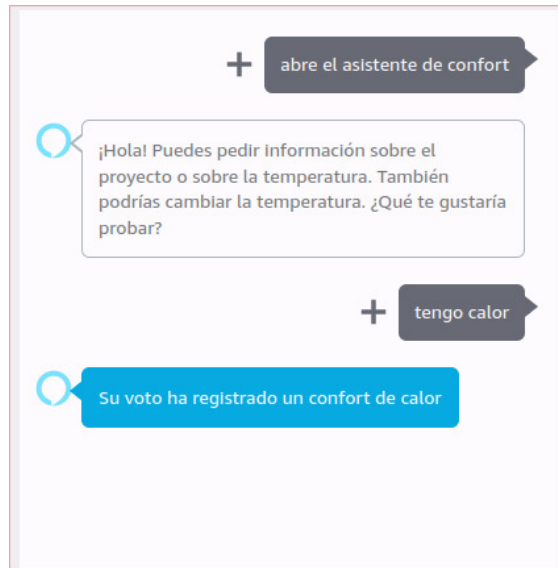 abre el asistente de confort
¡Hola! Puedes pedir información sobre el
proyecto o sobre la temperatura. También
podrías cambiar la temperatura. ¿Qué te gustaría
probar?
tengo calor
Su voto ha registrado un confort de calor